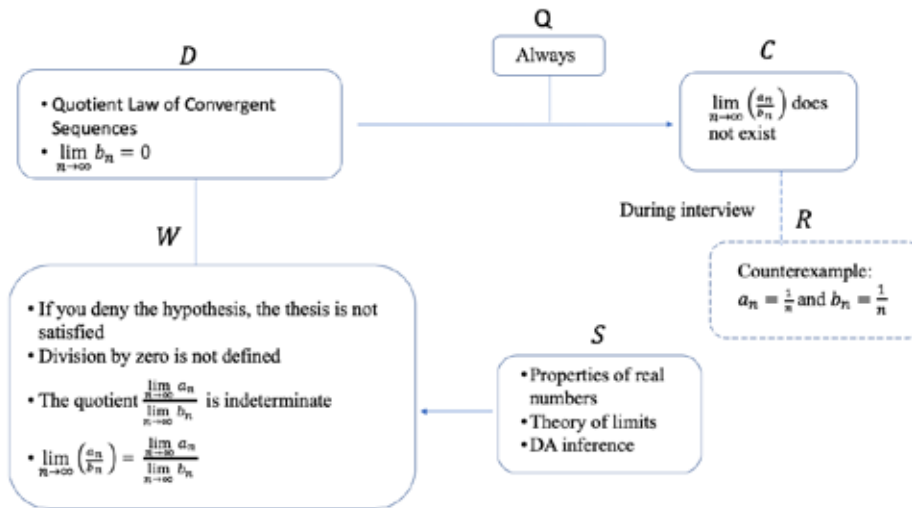 Q
Always
D
• Quotient Law of Convergent
Sequences
• lim_{n→∞} b_n = 0
C
lim_{n→∞} (a_n/b_n) does
not exist
During interview
R
Counterexample:
a_n = 1/n and b_n = 1/n
W
• If you deny the hypothesis, the thesis is not
satisfied
• Division by zero is not defined
• The quotient lim_{n→∞} a_n / lim_{n→∞} b_n is indeterminate
• lim_{n→∞} (a_n/b_n) = lim_{n→∞} a_n / lim_{n→∞} b_n
S
• Properties of real
numbers
• Theory of limits
• DA inference